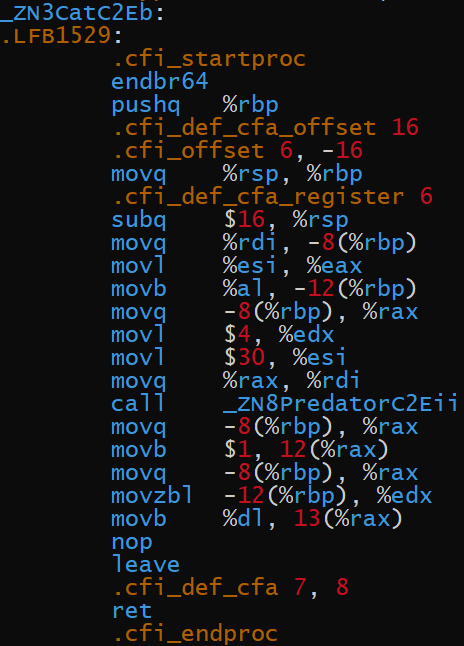 _ZN3CatC2Eb:
.LFB1529:
.cfi_startproc
endbr64
pushq %rbp
.cfi_def_cfa_offset 16
.cfi_offset 6, -16
movq %rsp, %rbp
.cfi_def_cfa_register 6
subq $16, %rsp
movq %rdi, -8(%rbp)
movl %esi, %eax
movb %al, -12(%rbp)
movq -8(%rbp), %rax
movl $4, %edx
movl $30, %esi
movq %rax, %rdi
call _ZN8PredatorC2Eii
movq -8(%rbp), %rax
movb $1, 12(%rax)
movq -8(%rbp), %rax
movzbl -12(%rbp), %edx
movb %dl, 13(%rax)
nop
leave
.cfi_def_cfa 7, 8
ret
.cfi_endproc